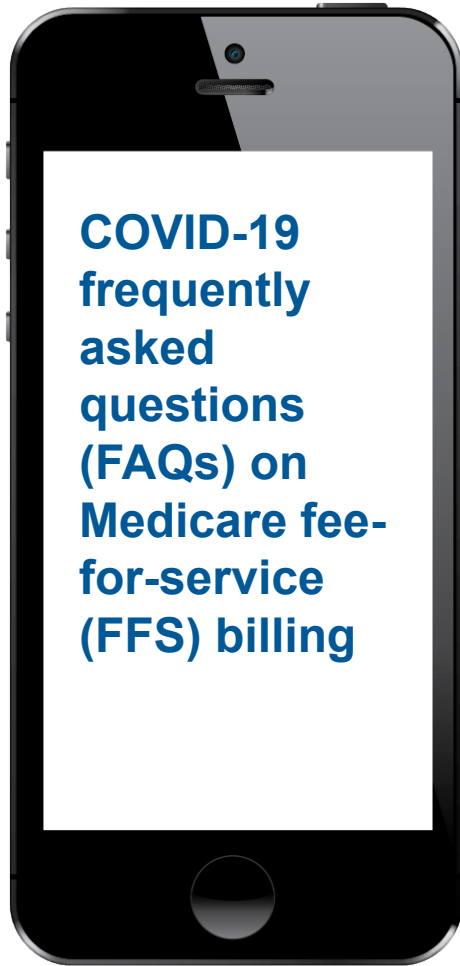 COVID-19
frequently
asked
questions
(FAQs) on
Medicare fee-
for-service
(FFS) billing